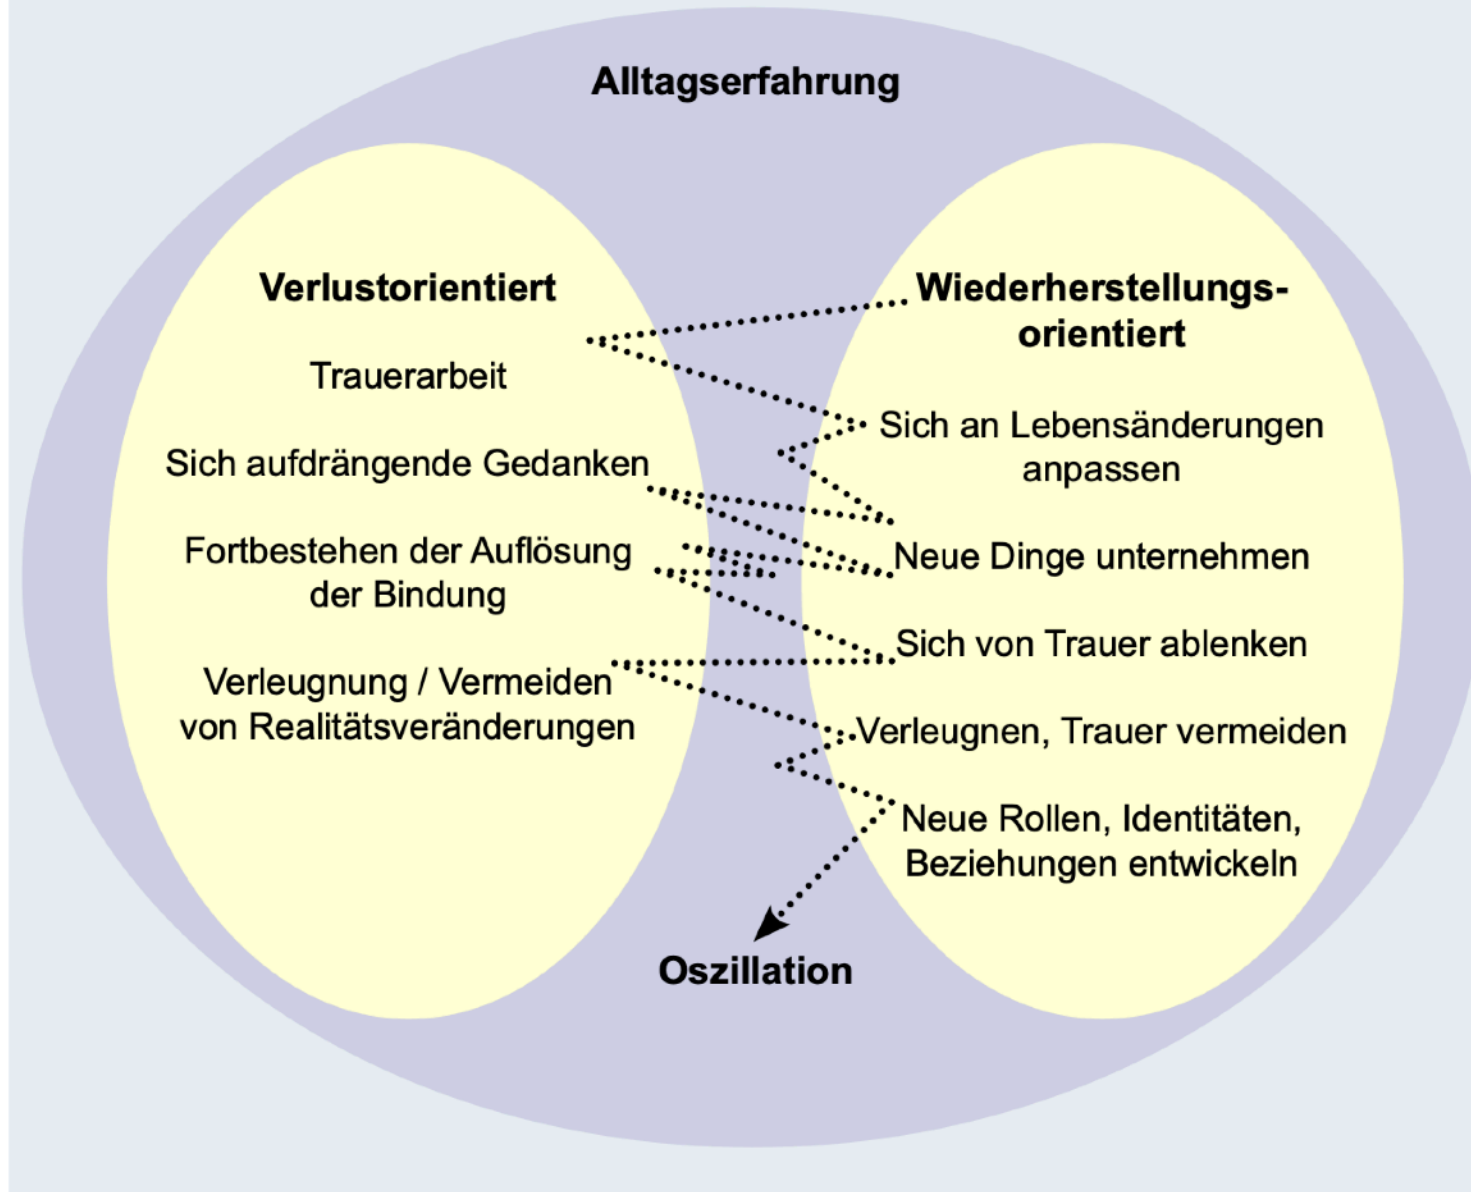 Alltagserfahrung
Verlustorientiert
Trauerarbeit
Sich aufdrängende Gedanken
Fortbestehen der Auflösung
der Bindung
Verleugnung / Vermeiden
von Realitätsveränderungen
Wiederherstellungs-
orientiert
Sich an Lebensänderungen
anpassen
Neue Dinge unternehmen
Sich von Trauer ablenken
Verleugnen, Trauer vermeiden
Neue Rollen, Identitäten,
Beziehungen entwickeln
Oszillation